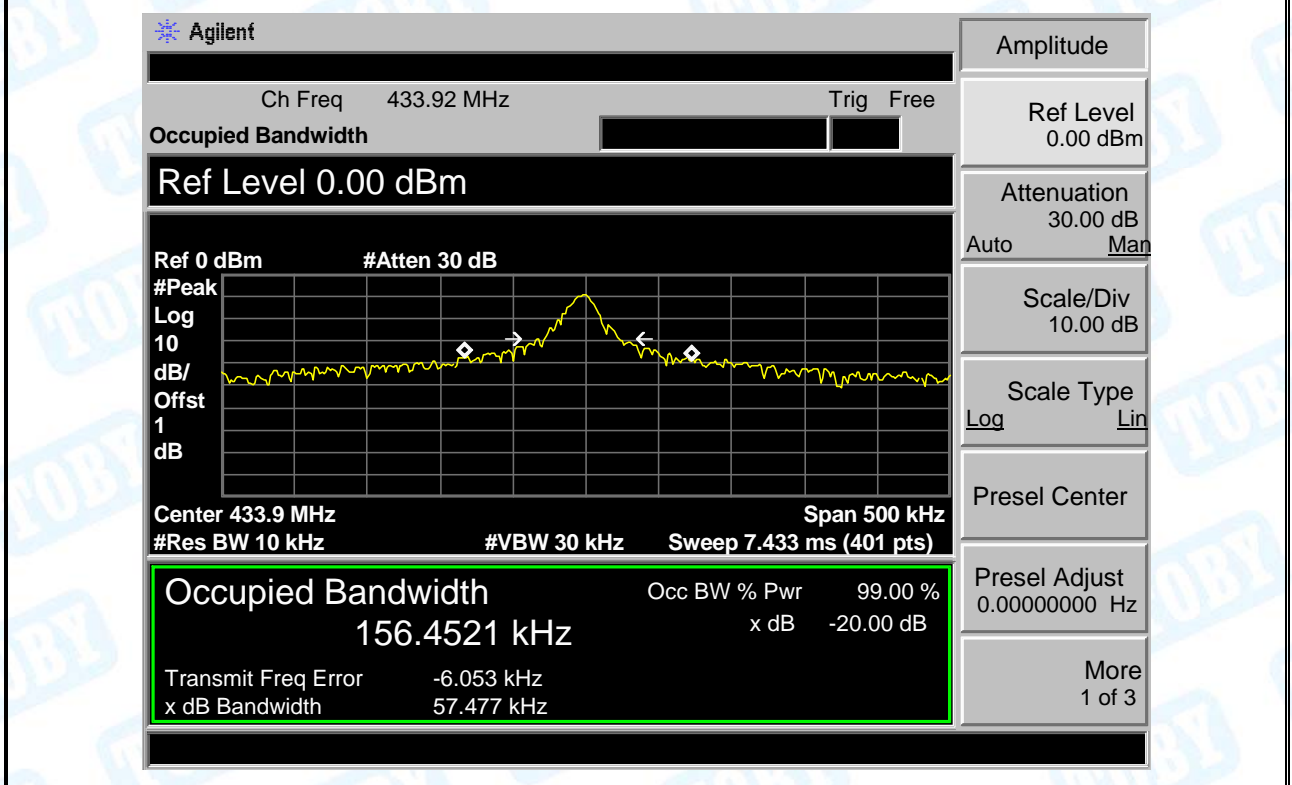 Agilent
Ch Freq 433.92 MHz Trig Free
Occupied Bandwidth
Ref Level 0.00 dBm
Ref 0 dBm #Atten 30 dB
#Peak
Log
10
dB/
Offst
1
dB
Center 433.9 MHz Span 500 kHz
#Res BW 10 kHz #VBW 30 kHz Sweep 7.433 ms (401 pts)
Occupied Bandwidth
156.4521 kHz
Occ BW % Pwr 99.00 %
x dB -20.00 dB
Transmit Freq Error -6.053 kHz
x dB Bandwidth 57.477 kHz
Amplitude
Ref Level
0.00 dBm
Attenuation
30.00 dB
Auto Man
Scale/Div
10.00 dB
Scale Type
Log Lin
Presel Center
Presel Adjust
0.00000000 Hz
More
1 of 3
TOBY